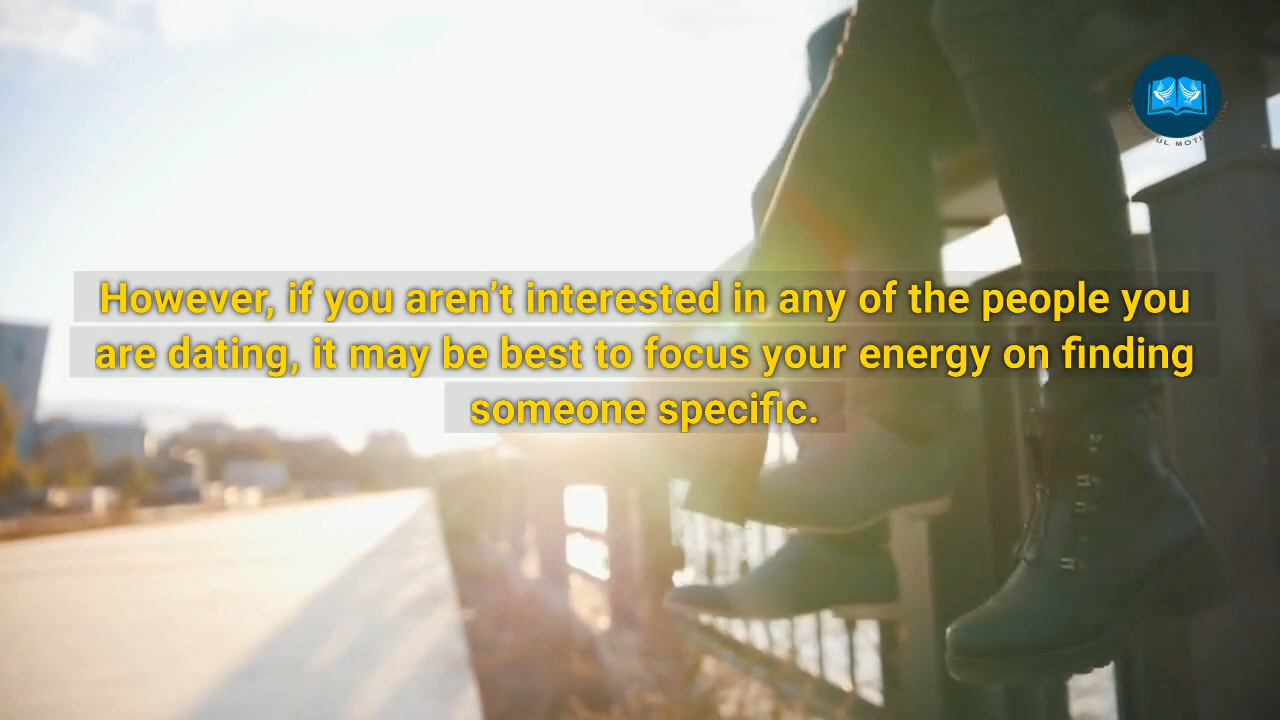 However, if you aren't interested in any of the people you
are dating, it may be best to focus your energy on finding
someone specific.